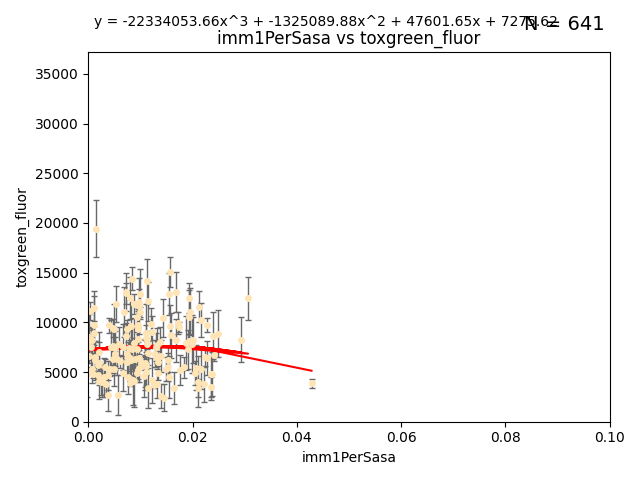 y = -22334053.66x^3 + -1325089.88x^2 + 47601.65x + 7275.62
N = 641
imm1PerSasa vs toxgreen_fluor
35000
30000
25000
20000
15000
10000
5000
0
toxgreen_fluor
0.00 0.02 0.04 0.06 0.08 0.10
imm1PerSasa